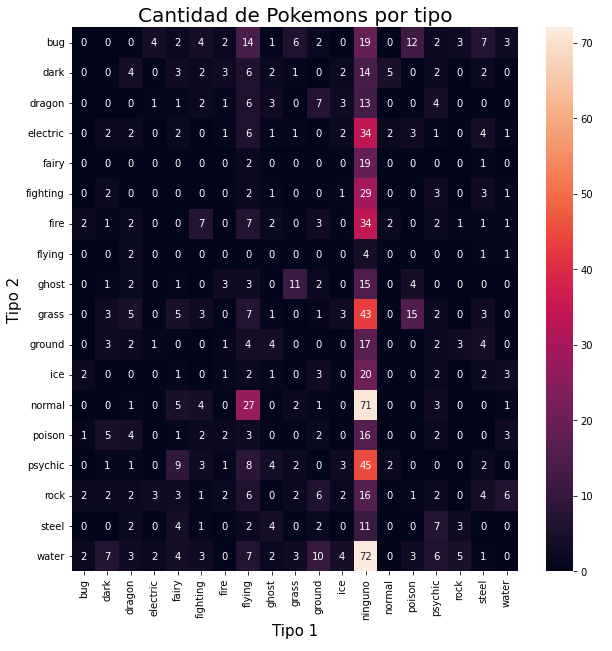 Cantidad de Pokemons por tipo
bug 0 0 0 4 2 4 2 14 1 6 2 0 19 0 12 2 3 7 3
dark 0 0 4 0 3 2 3 6 2 1 0 2 14 5 0 2 0 2 0
dragon 0 0 0 1 1 2 1 6 3 0 7 3 13 0 0 4 0 0 0
electric 0 2 2 0 2 0 1 6 1 1 0 2 34 2 3 1 0 4 1
fairy 0 0 0 0 0 0 0 2 0 0 0 0 19 0 0 0 0 1 0
fighting 0 2 0 0 0 0 0 2 1 0 0 1 29 0 0 3 0 3 1
fire 2 1 2 0 0 7 0 7 2 0 3 0 34 2 0 2 1 1 1
flying 0 0 2 0 0 0 0 0 0 0 0 0 4 0 0 0 0 1 1
ghost 0 1 2 0 1 0 3 3 0 11 2 0 15 0 4 0 0 0 0
grass 0 3 5 0 5 3 0 7 1 0 1 3 43 0 15 2 0 3 0
ground 0 3 2 1 0 0 1 4 4 0 0 0 17 0 0 2 3 4 0
ice 2 0 0 0 1 0 1 2 1 0 3 0 20 0 0 2 0 2 3
normal 0 0 1 0 5 4 0 27 0 2 1 0 71 0 0 3 0 0 1
poison 1 5 4 0 1 2 2 3 0 0 2 0 16 0 0 2 0 0 3
psychic 0 1 1 0 9 3 1 8 4 2 0 3 45 2 0 0 0 2 0
rock 2 2 2 3 3 1 2 6 0 2 6 2 16 0 1 2 0 4 6
steel 0 0 2 0 4 1 0 2 4 0 2 0 11 0 0 7 3 0 0
water 2 7 3 2 4 3 0 7 2 3 10 4 72 0 3 6 5 1 0
bug dark dragon electric fairy fighting fire flying ghost grass ground ice ninguno normal poison psychic rock steel water
Tipo 1
Tipo 2
70
60
50
40
30
20
10
0